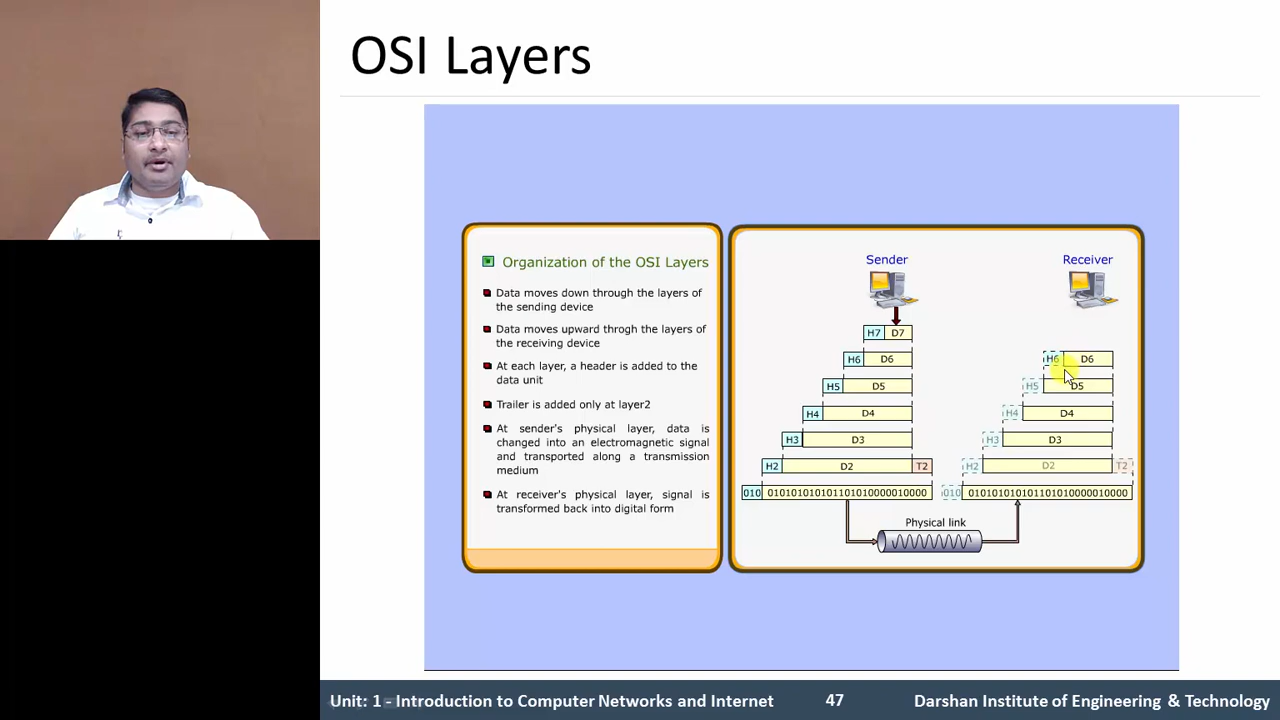 OSI Layers
Organization of the OSI Layers
Data moves down through the layers of
the sending device
Data moves upward throgh the layers of
the receiving device
At each layer, a header is added to the
data unit
Trailer is added only at layer2
At sender's physical layer, data is
changed into an electromagnetic signal
and transported along a transmission
medium
At receiver's physical layer, signal is
transformed back into digital form
Sender Receiver
H7 D7
H6 D6 H6 D6
H5 D5 H5 D5
H4 D4 H4 D4
H3 D3 H3 D3
H2 D2 T2 H2 D2 T2
010 010101010101101010000010000 010 010101010101101010000010000
Physical link
Unit: 1 - Introduction to Computer Networks and Internet 47 Darshan Institute of Engineering & Technology